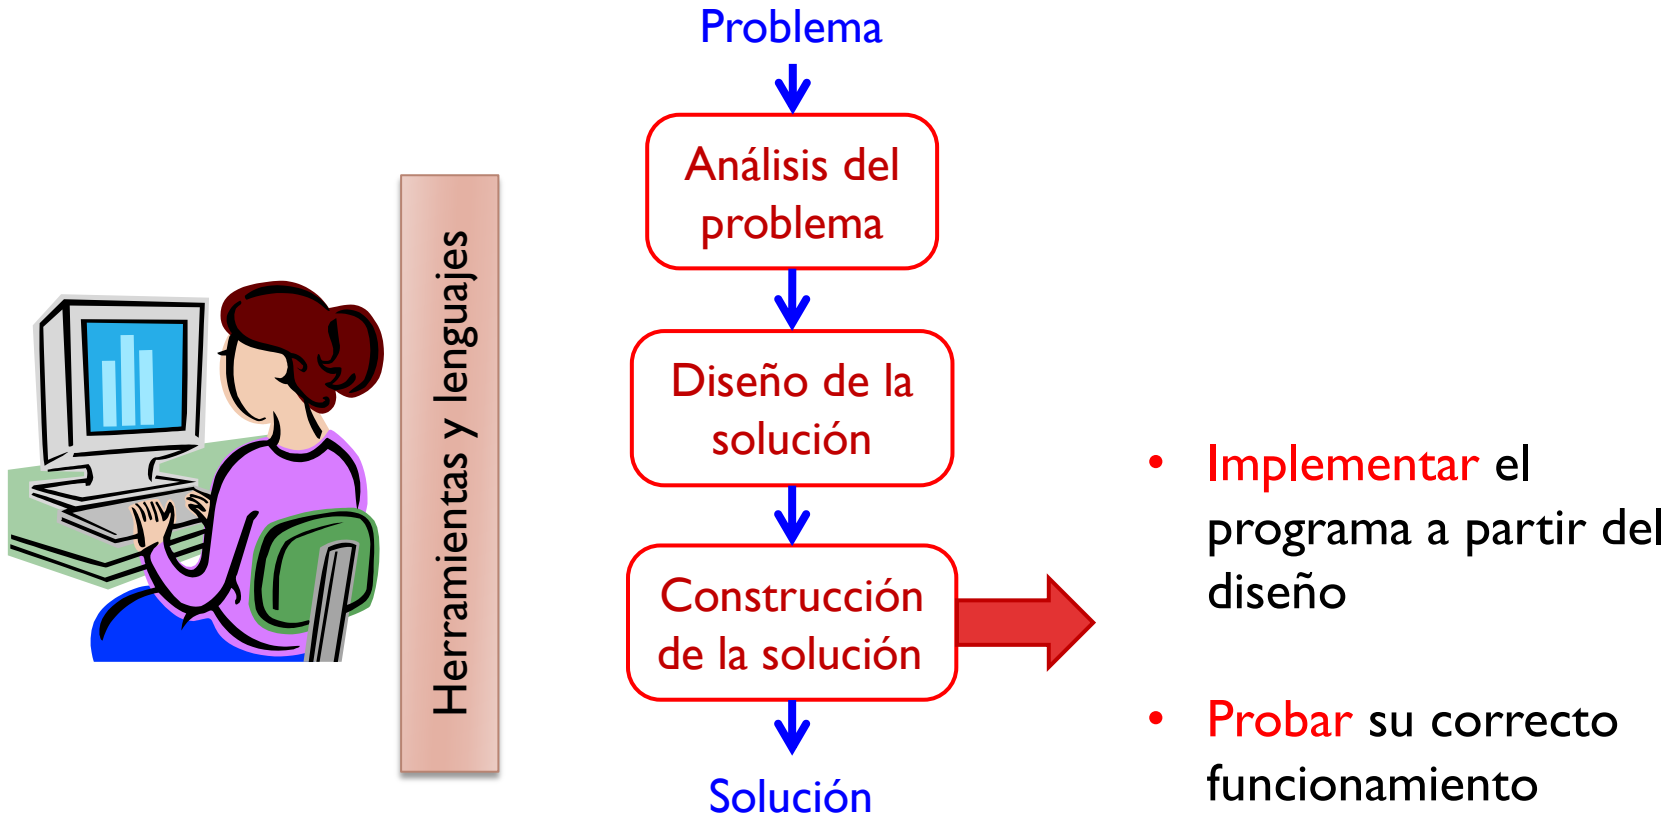 Problema
Análisis del
problema
Herramientas y lenguajes
Diseño de la
solución
Construcción
de la solución
Solución
• Implementar el
programa a partir del
diseño
• Probar su correcto
funcionamiento